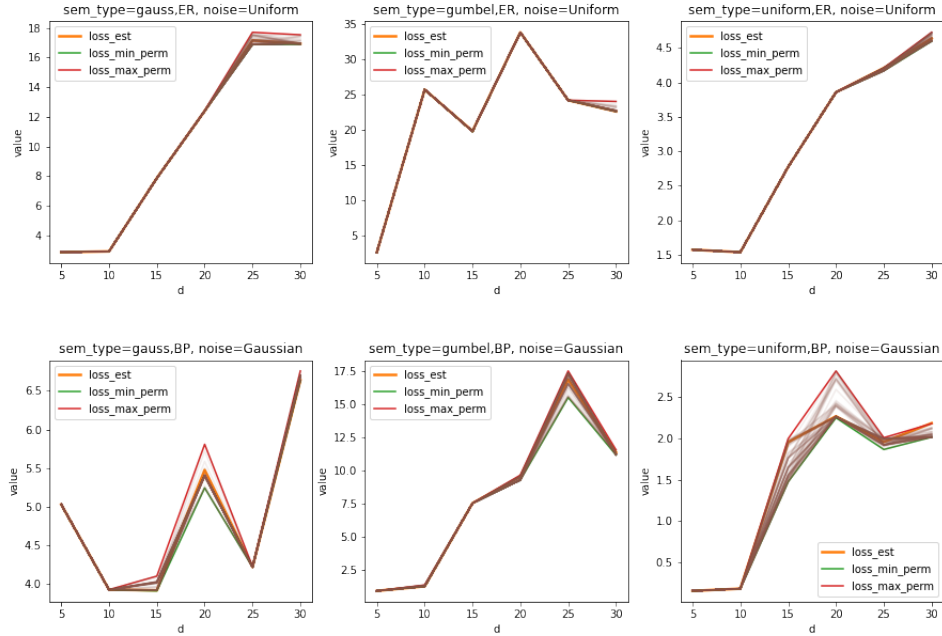 sem_type=gauss,ER, noise=Uniform
18
16
14
12
10
8
6
4
value
loss_est
loss_min_perm
loss_max_perm
5 10 15 20 25 30
d
sem_type=gumbel,ER, noise=Uniform
35
30
25
20
15
10
5
value
loss_est
loss_min_perm
loss_max_perm
5 10 15 20 25 30
d
sem_type=uniform,ER, noise=Uniform
4.5
4.0
3.5
3.0
2.5
2.0
1.5
value
loss_est
loss_min_perm
loss_max_perm
5 10 15 20 25 30
d
sem_type=gauss,BP, noise=Gaussian
6.5
6.0
5.5
5.0
4.5
4.0
value
loss_est
loss_min_perm
loss_max_perm
5 10 15 20 25 30
d
sem_type=gumbel,BP, noise=Gaussian
17.5
15.0
12.5
10.0
7.5
5.0
2.5
value
loss_est
loss_min_perm
loss_max_perm
5 10 15 20 25 30
d
sem_type=uniform,BP, noise=Gaussian
2.5
2.0
1.5
1.0
0.5
value
loss_est
loss_min_perm
loss_max_perm
5 10 15 20 25 30
d